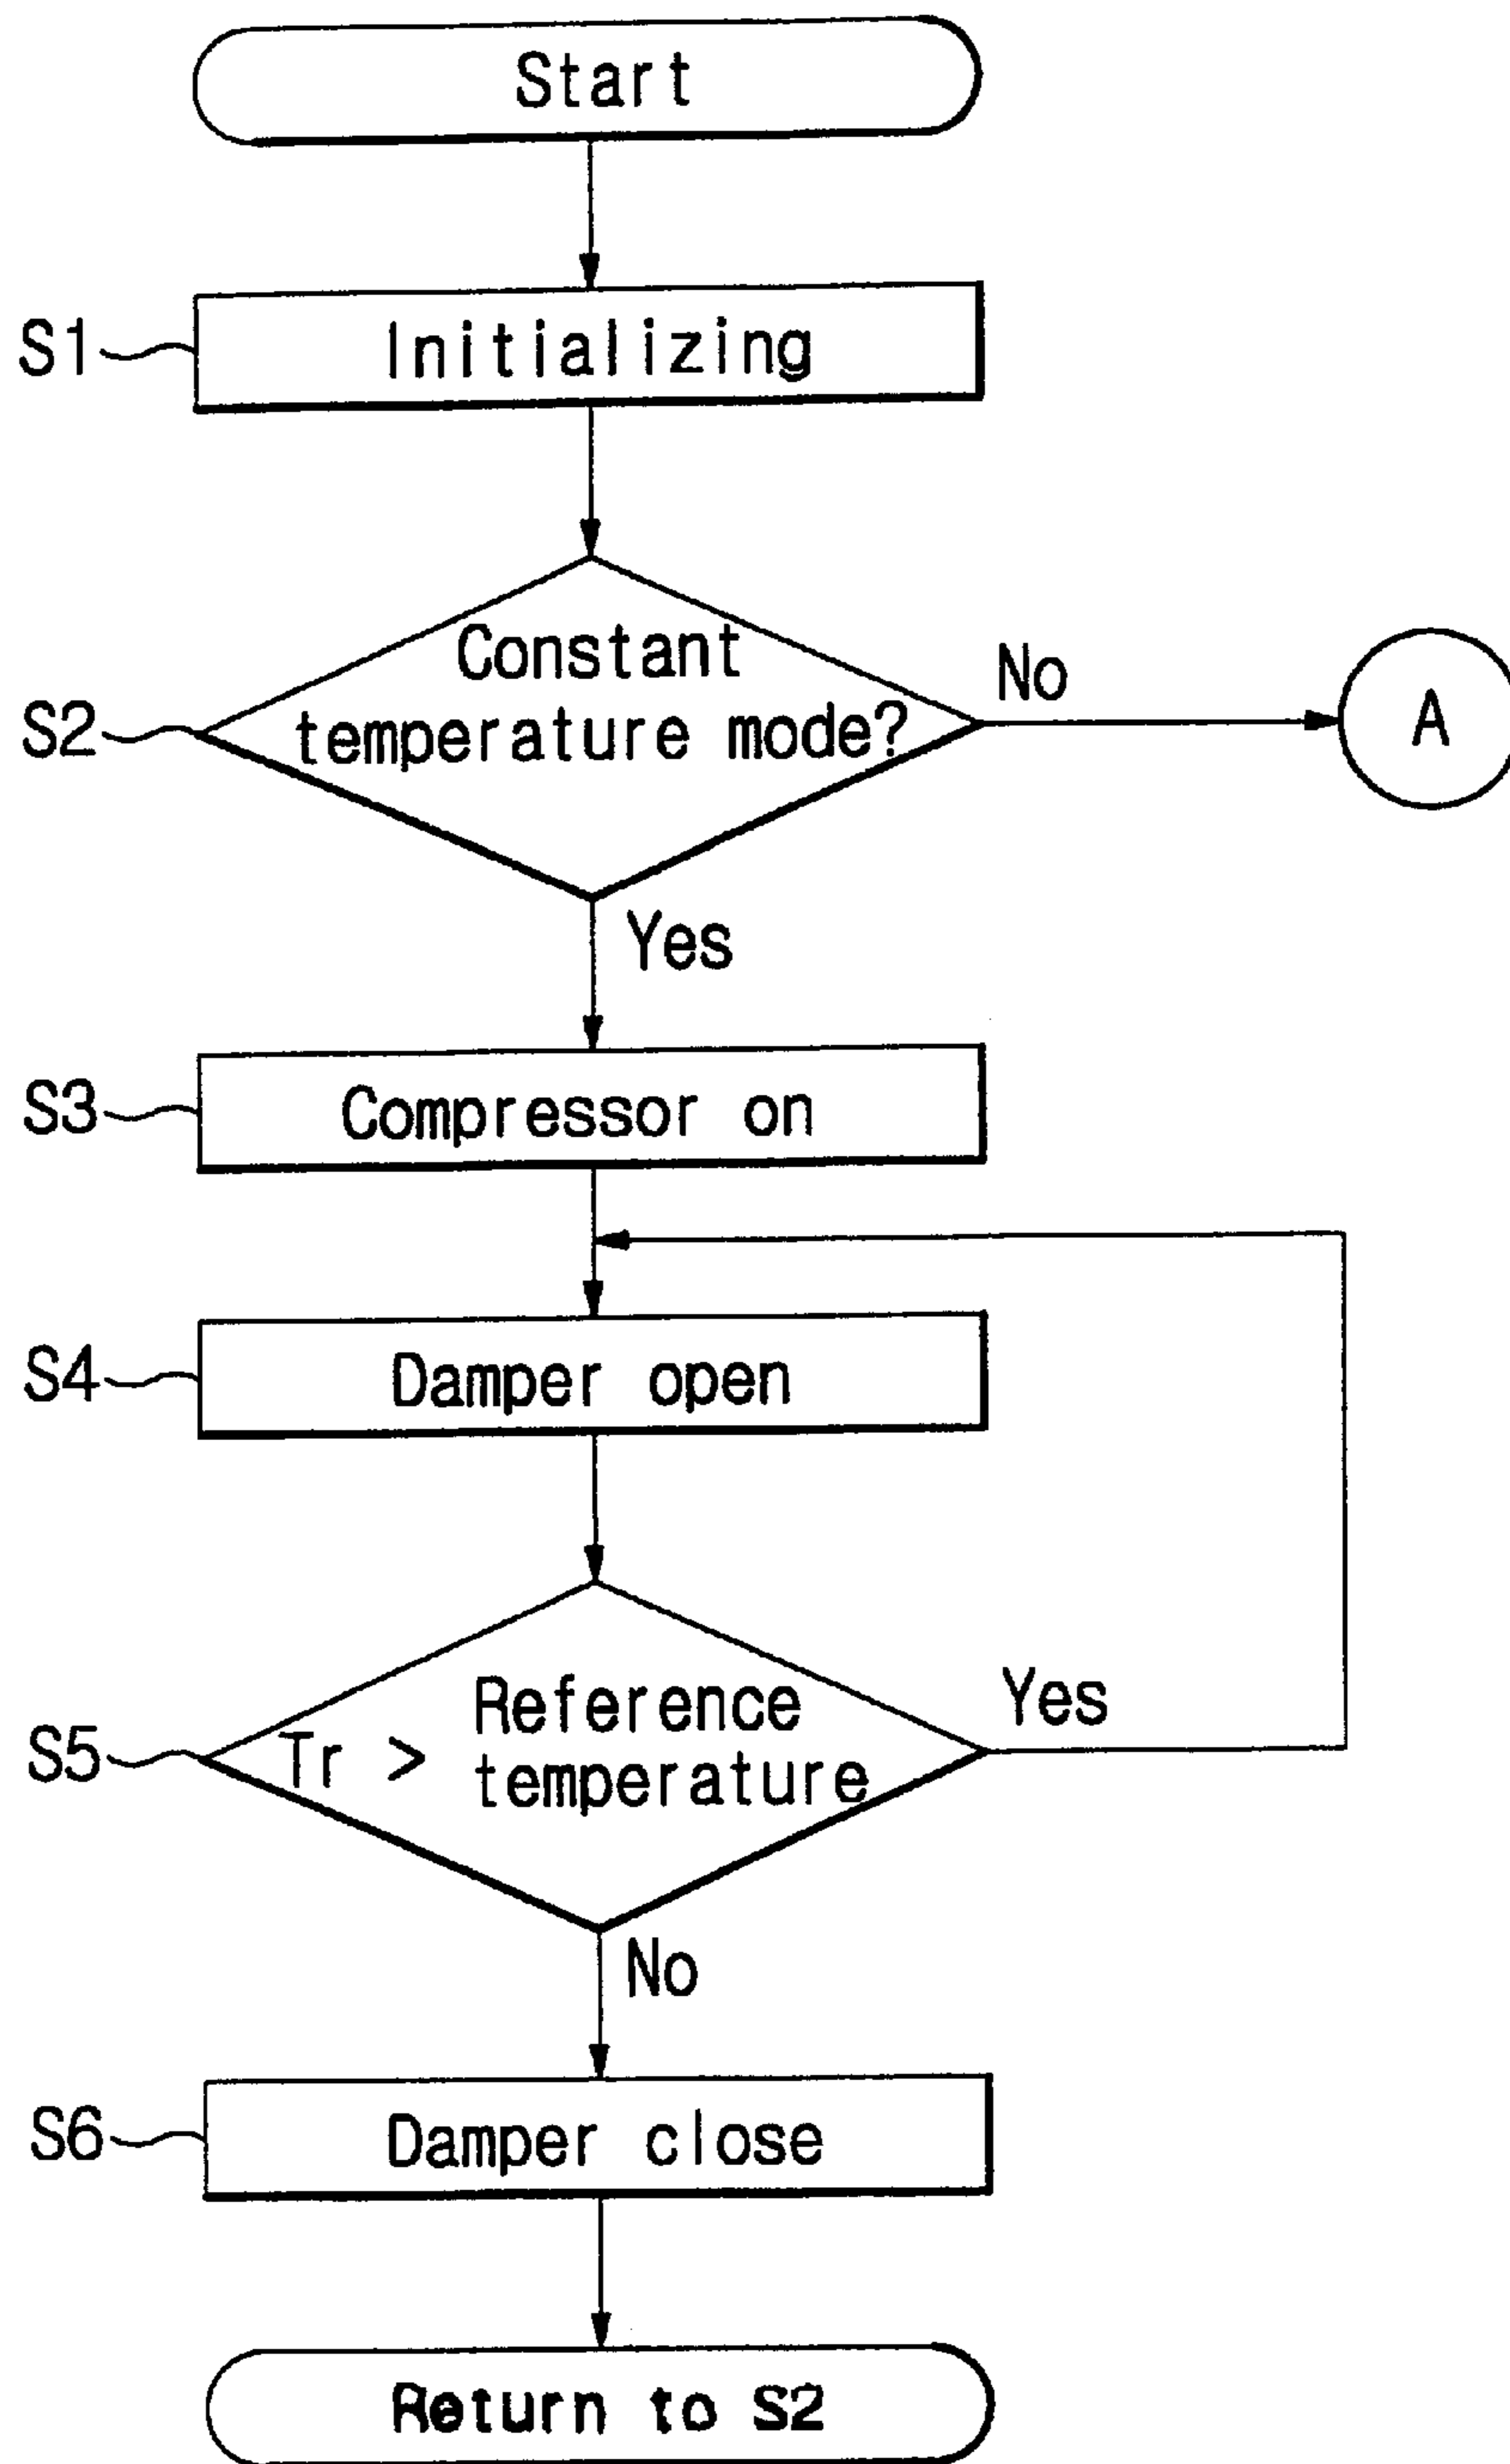 Start
S1
Initializing
Constant
No
S2
temperature mode?
A
Yes
S3
Compressor on
S4
Damper open
Reference
Yes
S5
Tr >
temperature
No
S6
Damper close
Return to S2